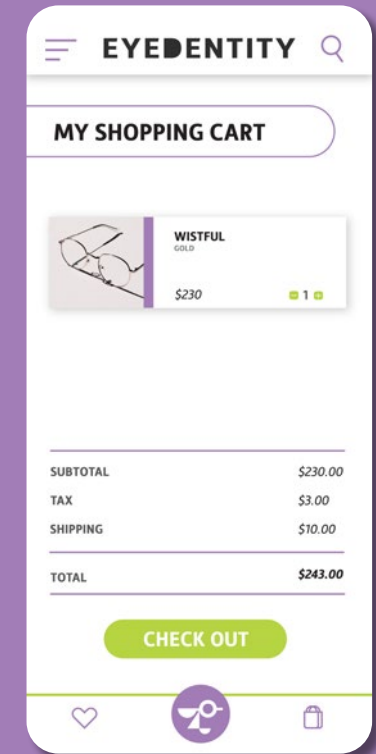 EYEDENTITY
MY SHOPPING CART
WISTFUL
GOLD
$230
1
SUBTOTAL $230.00
TAX $3.00
SHIPPING $10.00
TOTAL $243.00
CHECK OUT